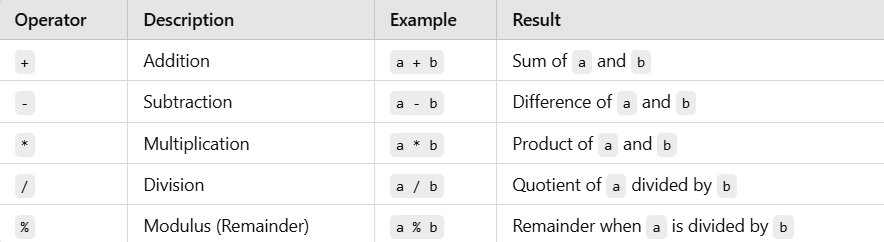 Operator Description Example Result
+ Addition a + b Sum of a and b
- Subtraction a - b Difference of a and b
* Multiplication a * b Product of a and b
/ Division a / b Quotient of a divided by b
% Modulus (Remainder) a % b Remainder when a is divided by b